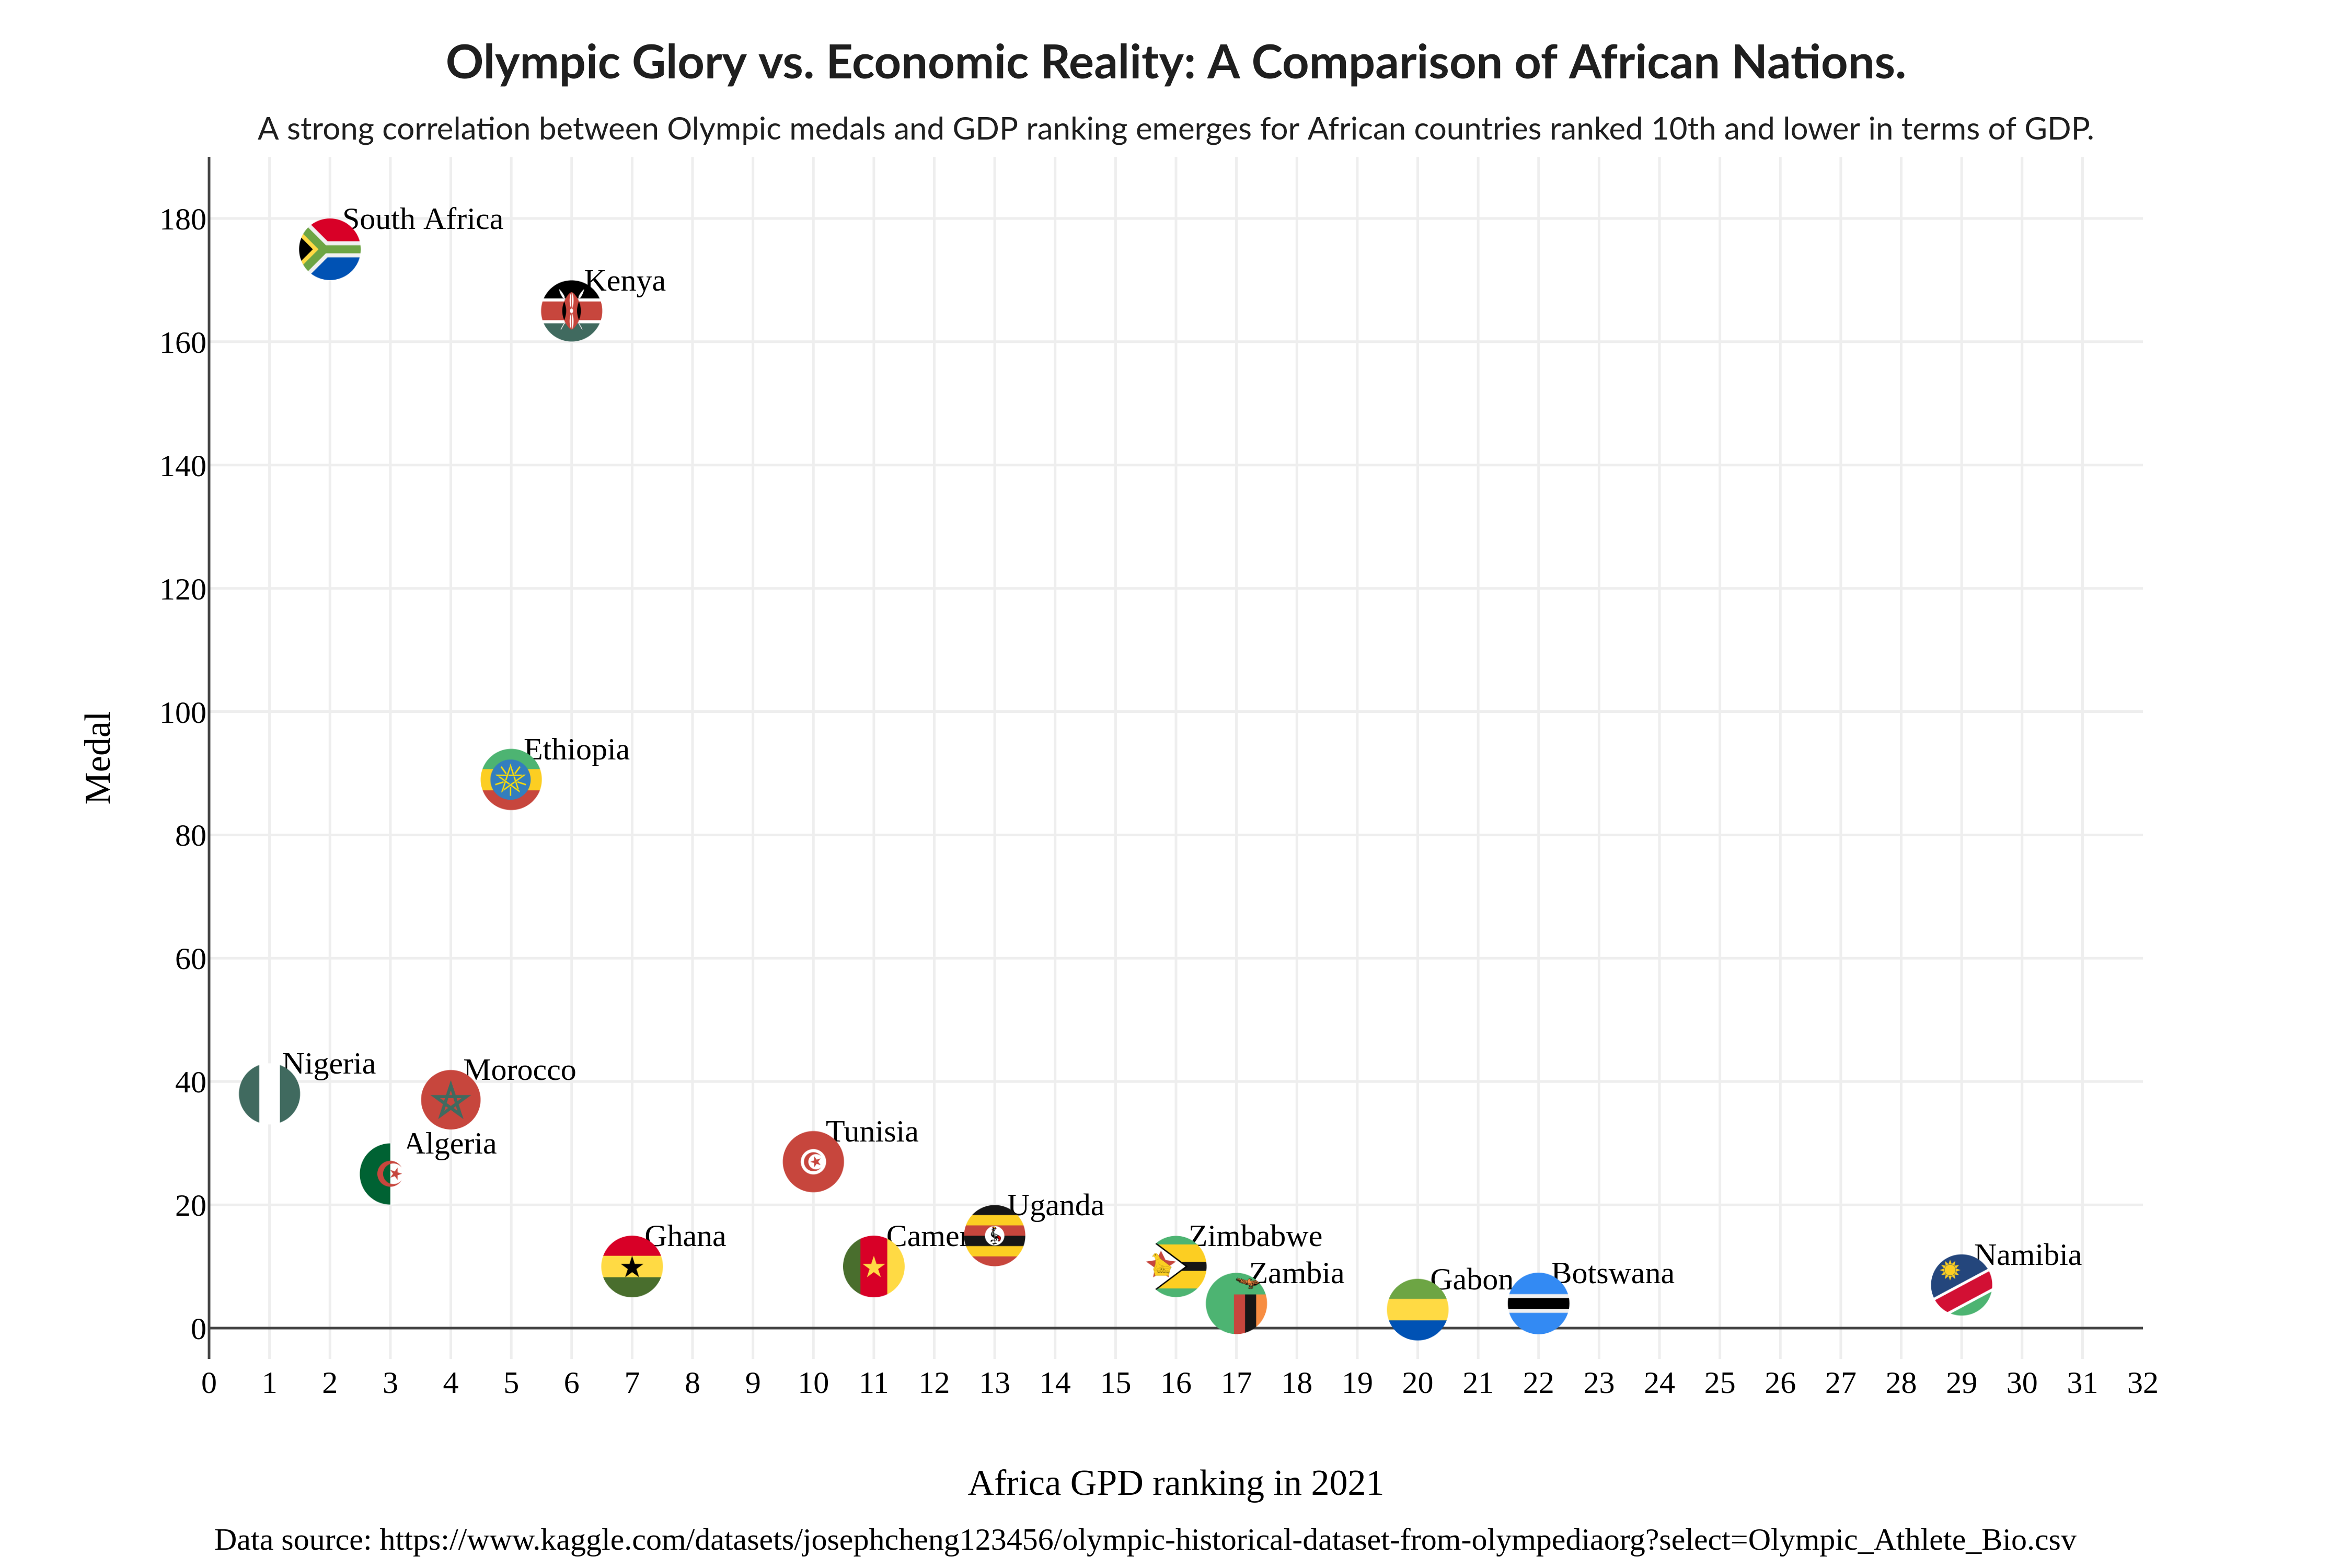 Olympic Glory vs. Economic Reality: A Comparison of African Nations.
A strong correlation between Olympic medals and GDP ranking emerges for African countries ranked 10th and lower in terms of GDP.
180
South Africa
Kenya
160
140
120
100
Medal
Ethiopia
80
60
Nigeria
Morocco
40
Algeria
Tunisia
20
Uganda
Ghana
Camer
Zimbabwe
Namibia
Zambia
Gabon
Botswana
0
0 1 2 3 4 5 6 7 8 9 10 11 12 13 14 15 16 17 18 19 20 21 22 23 24 25 26 27 28 29 30 31 32
Africa GPD ranking in 2021
Data source: https://www.kaggle.com/datasets/josephcheng123456/olympic-historical-dataset-from-olympediaorg?select=Olympic_Athlete_Bio.csv